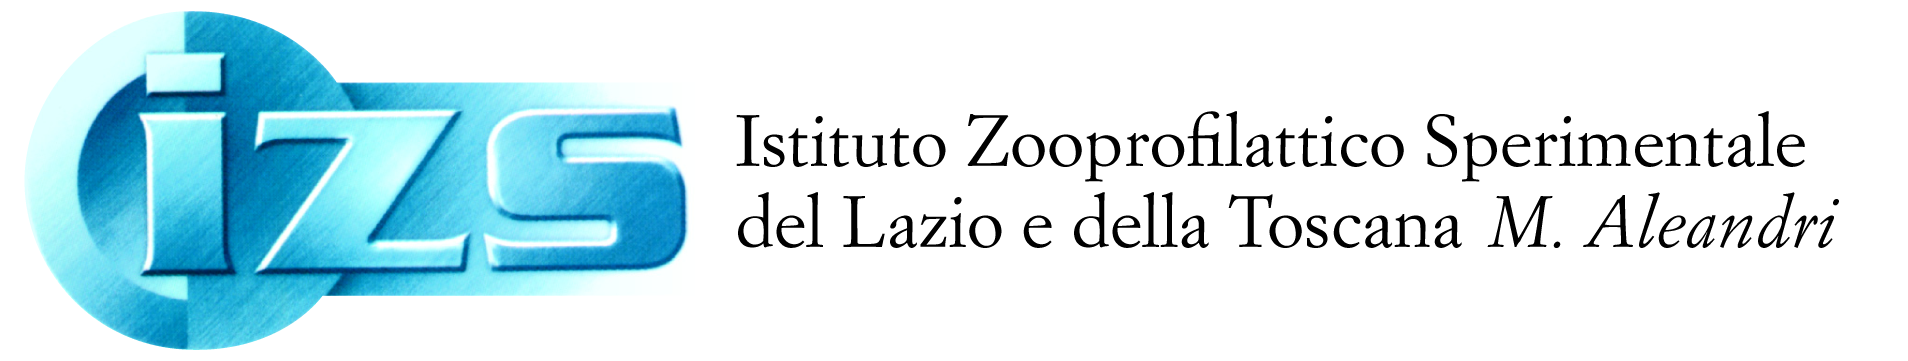 izs
Istituto Zooprofilattico Sperimentale
del Lazio e della Toscana M. Aleandri